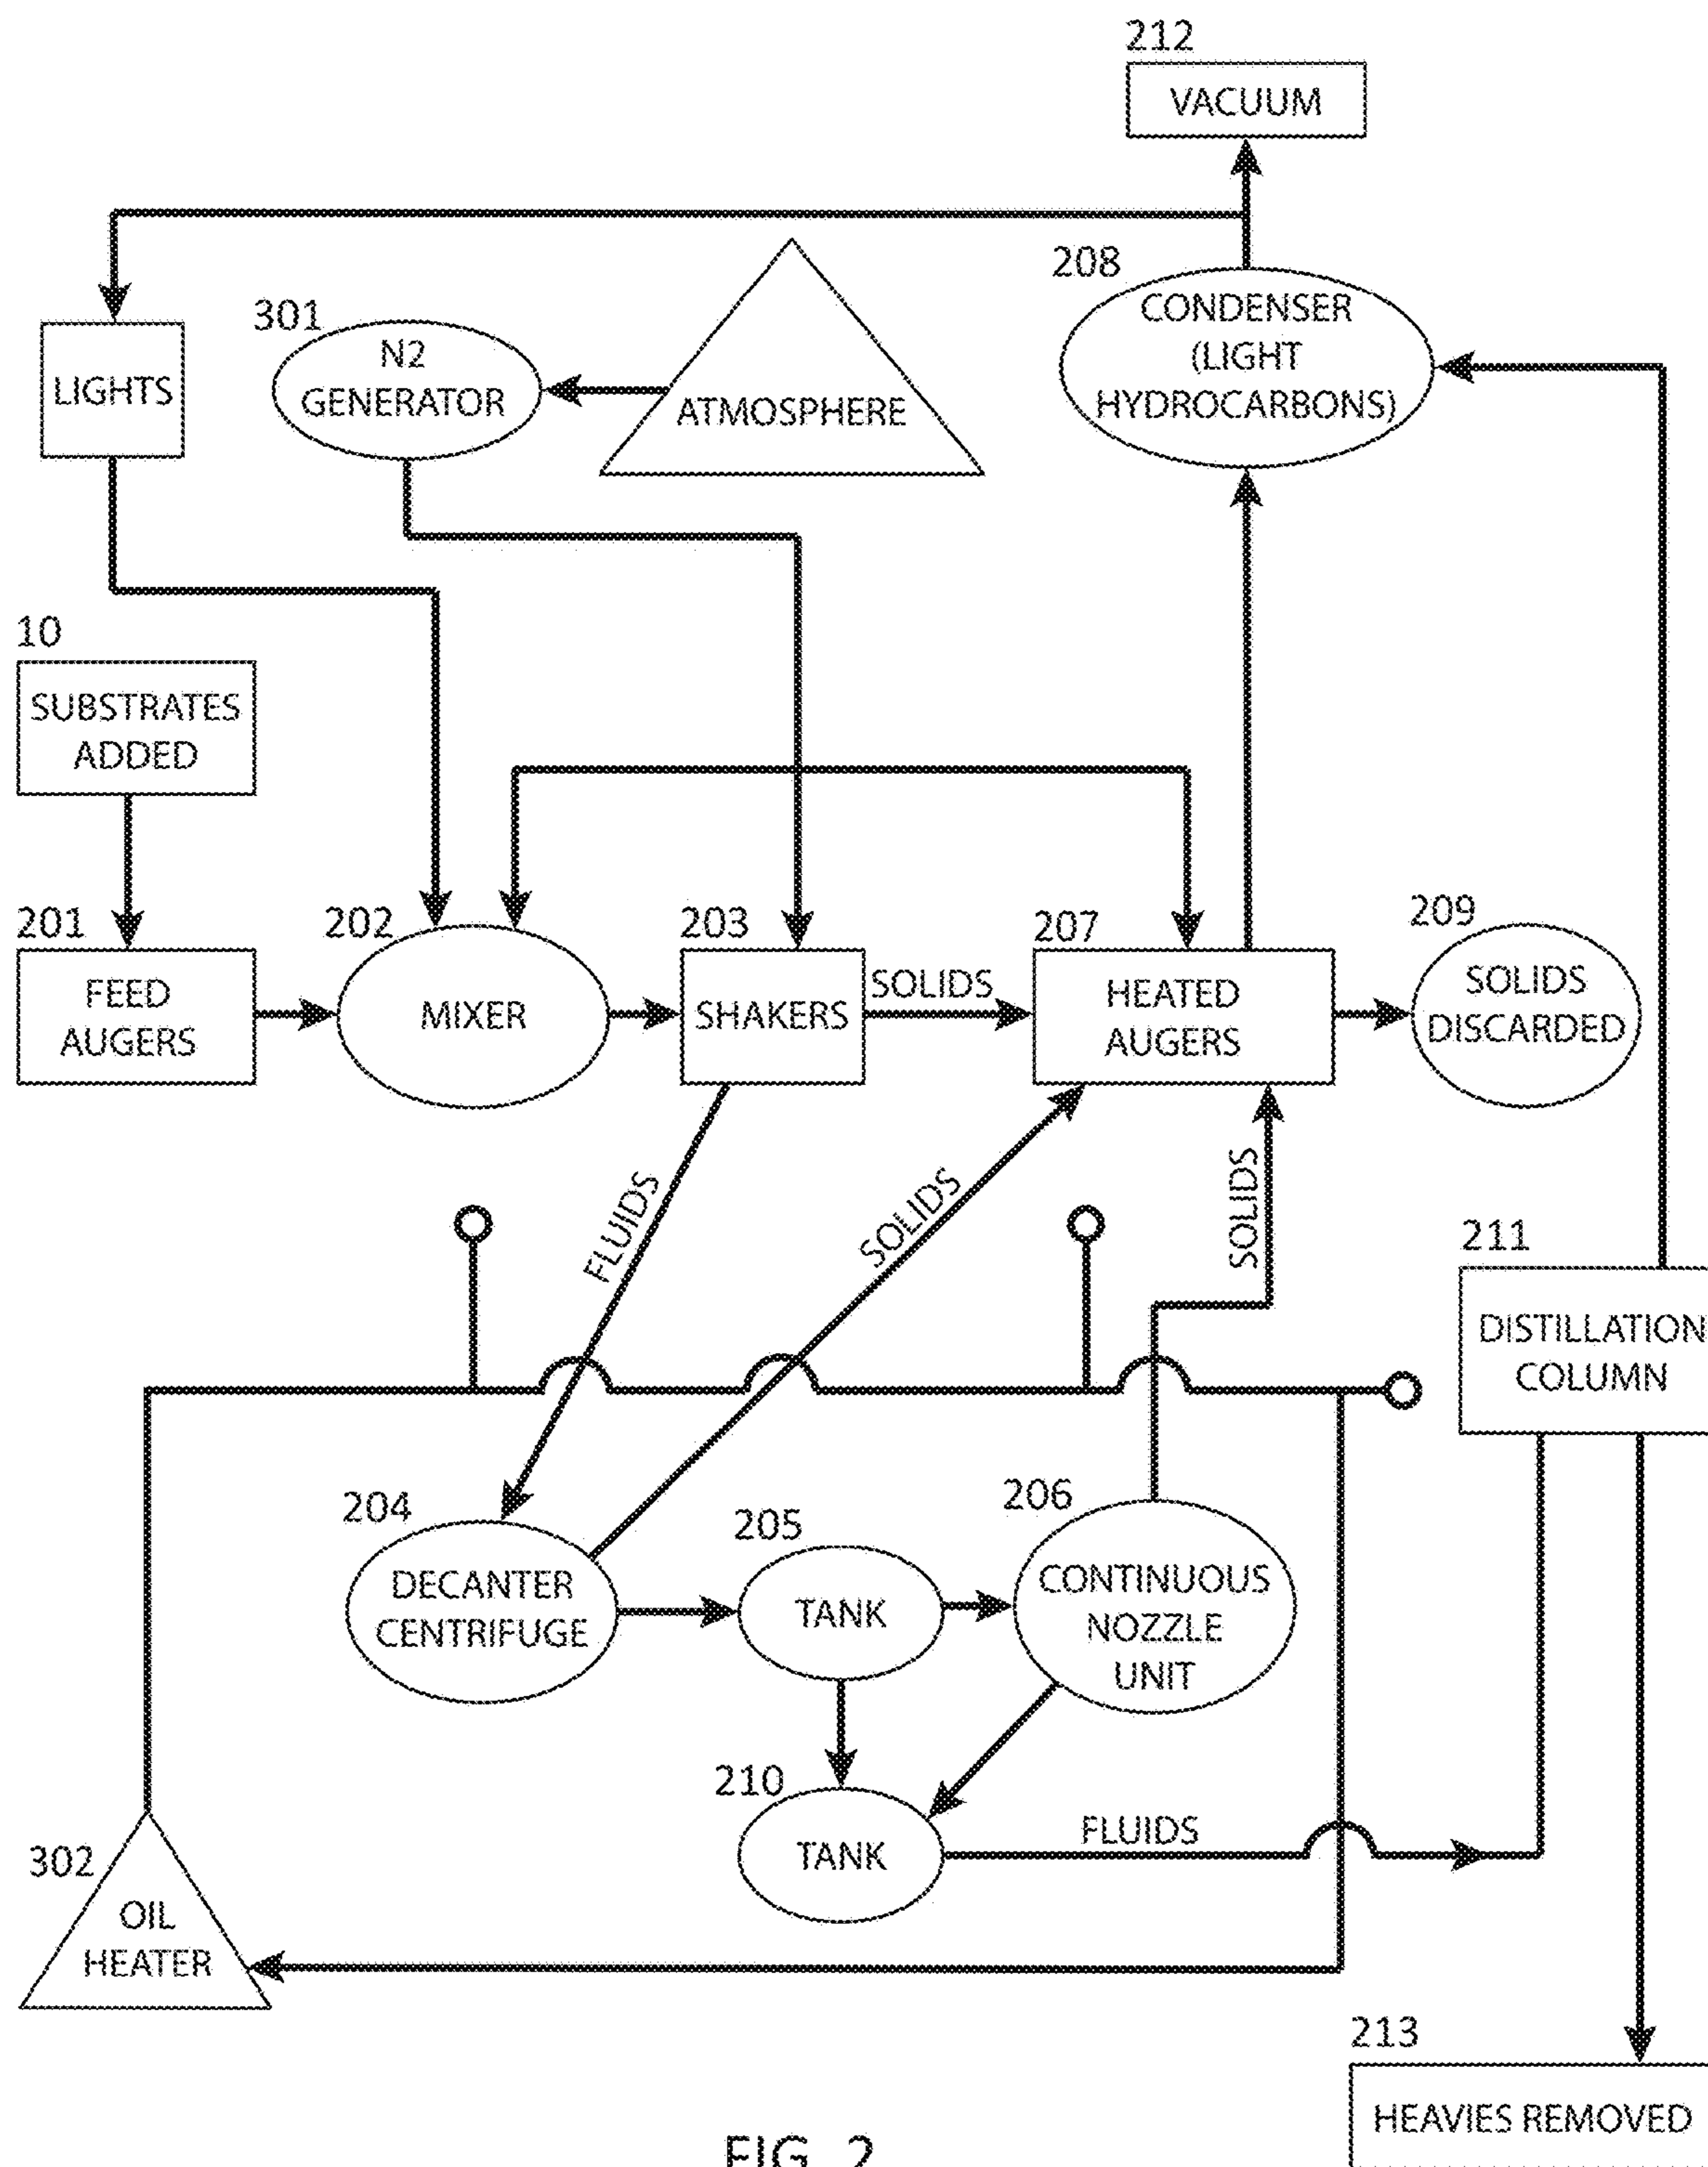 212
VACUUM
208
CONDENSER
(LIGHT
HYDROCARBONS)
301
N2
GENERATOR
ATMOSPHERE
LIGHTS
10
SUBSTRATES
ADDED
201
FEED
AUGERS
202
MIXER
203
SHAKERS
SOLIDS
207
HEATED
AUGERS
209
SOLIDS
DISCARDED
FLUIDS
SOLIDS
SOLIDS
211
DISTILLATION
COLUMN
204
DECANTER
CENTRIFUGE
205
TANK
206
CONTINUOUS
NOZZLE
UNIT
210
TANK
FLUIDS
302
OIL
HEATER
213
HEAVIES REMOVED
FIG. 2